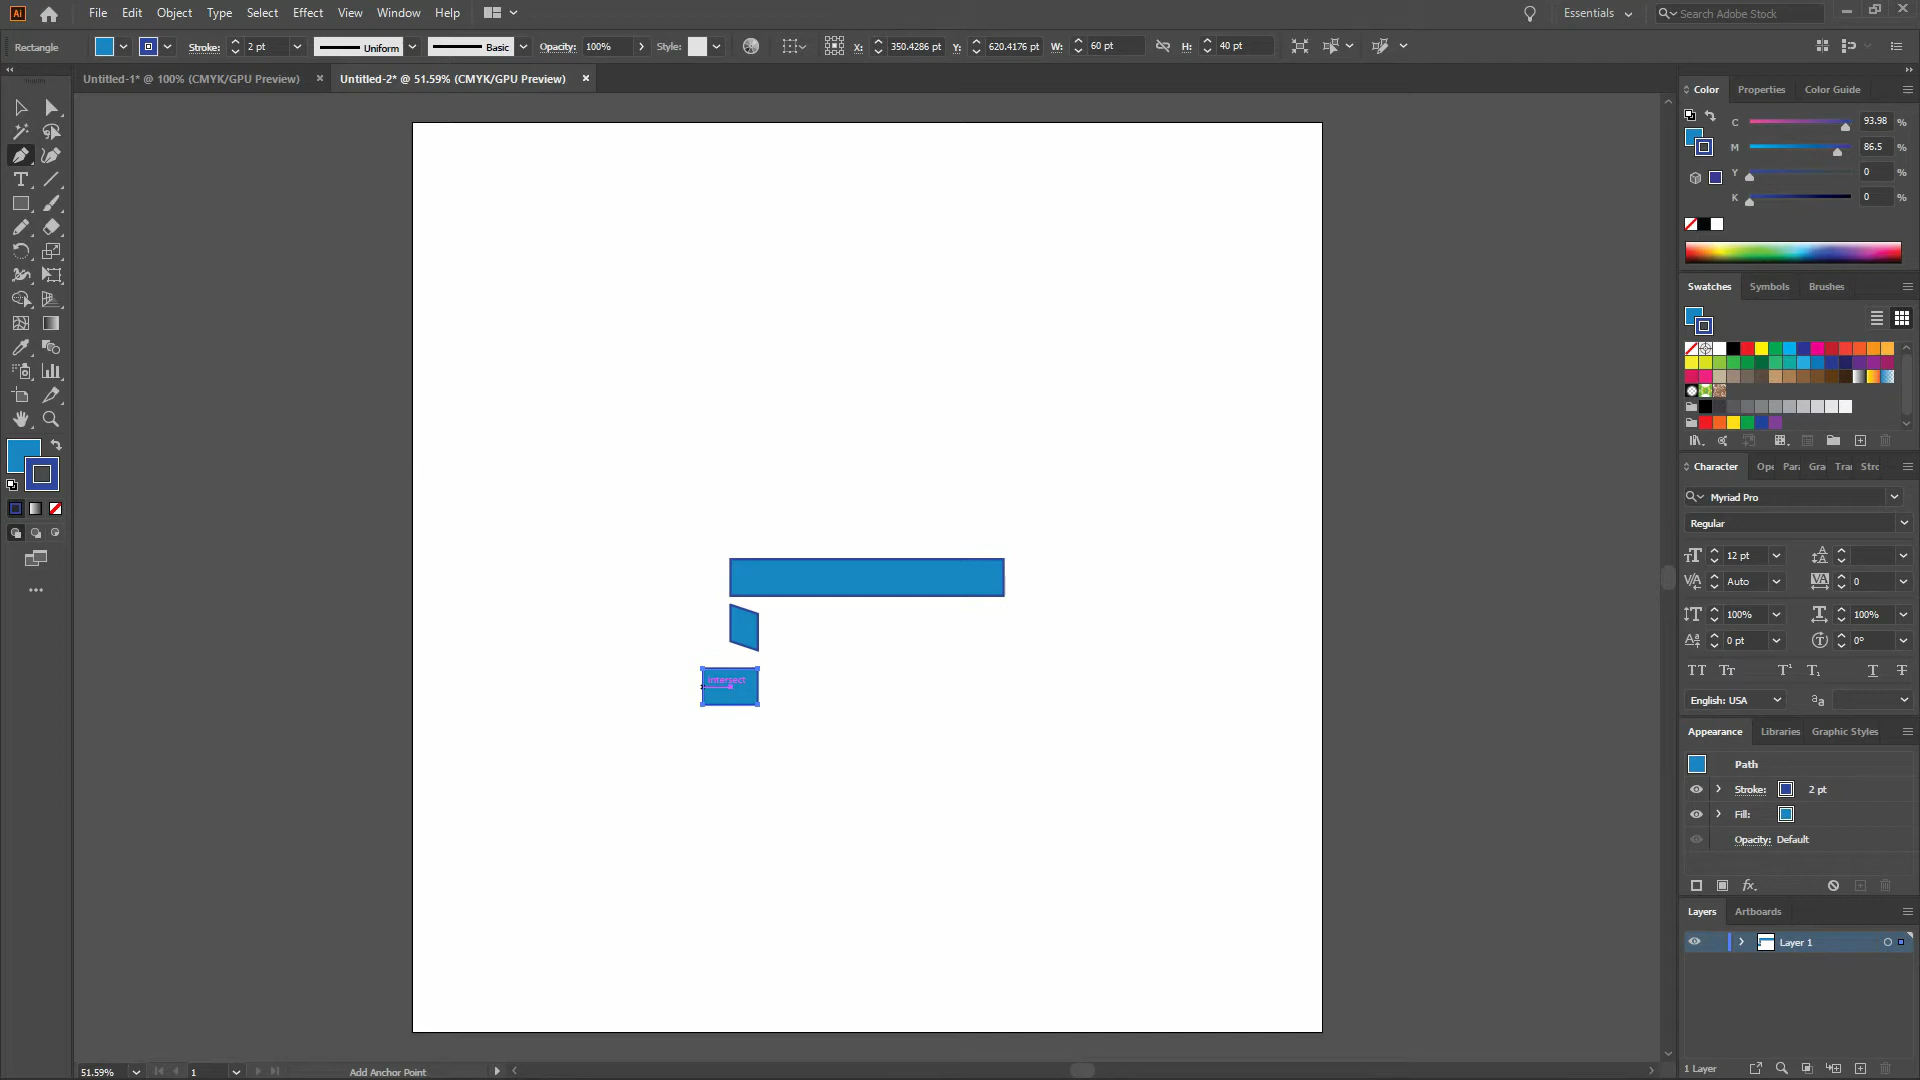 Ai File Edit Object Type Select Effect View Window Help Essentials Search Adobe Stock
Rectangle Stroke: 2 pt Uniform Basic Opacity: 100% Style: X: 350.4286 pt Y: 620.4176 pt W: 60 pt H: 40 pt
Untitled-1* @ 100% (CMYK/GPU Preview) Untitled-2* @ 51.59% (CMYK/GPU Preview)
Color Properties Color Guide
C 93.98 %
M 86.5 %
Y 0 %
K 0 %
Swatches Symbols Brushes
Character Ope Para Gra Tra Stro
Myriad Pro
Regular
12 pt
Auto 0
100% 100%
0 pt 0°
English: USA
intersect
Appearance Libraries Graphic Styles
Path
Stroke: 2 pt
Fill:
Opacity: Default
Layers Artboards
Layer 1
1 Layer
51.59% 1 Add Anchor Point